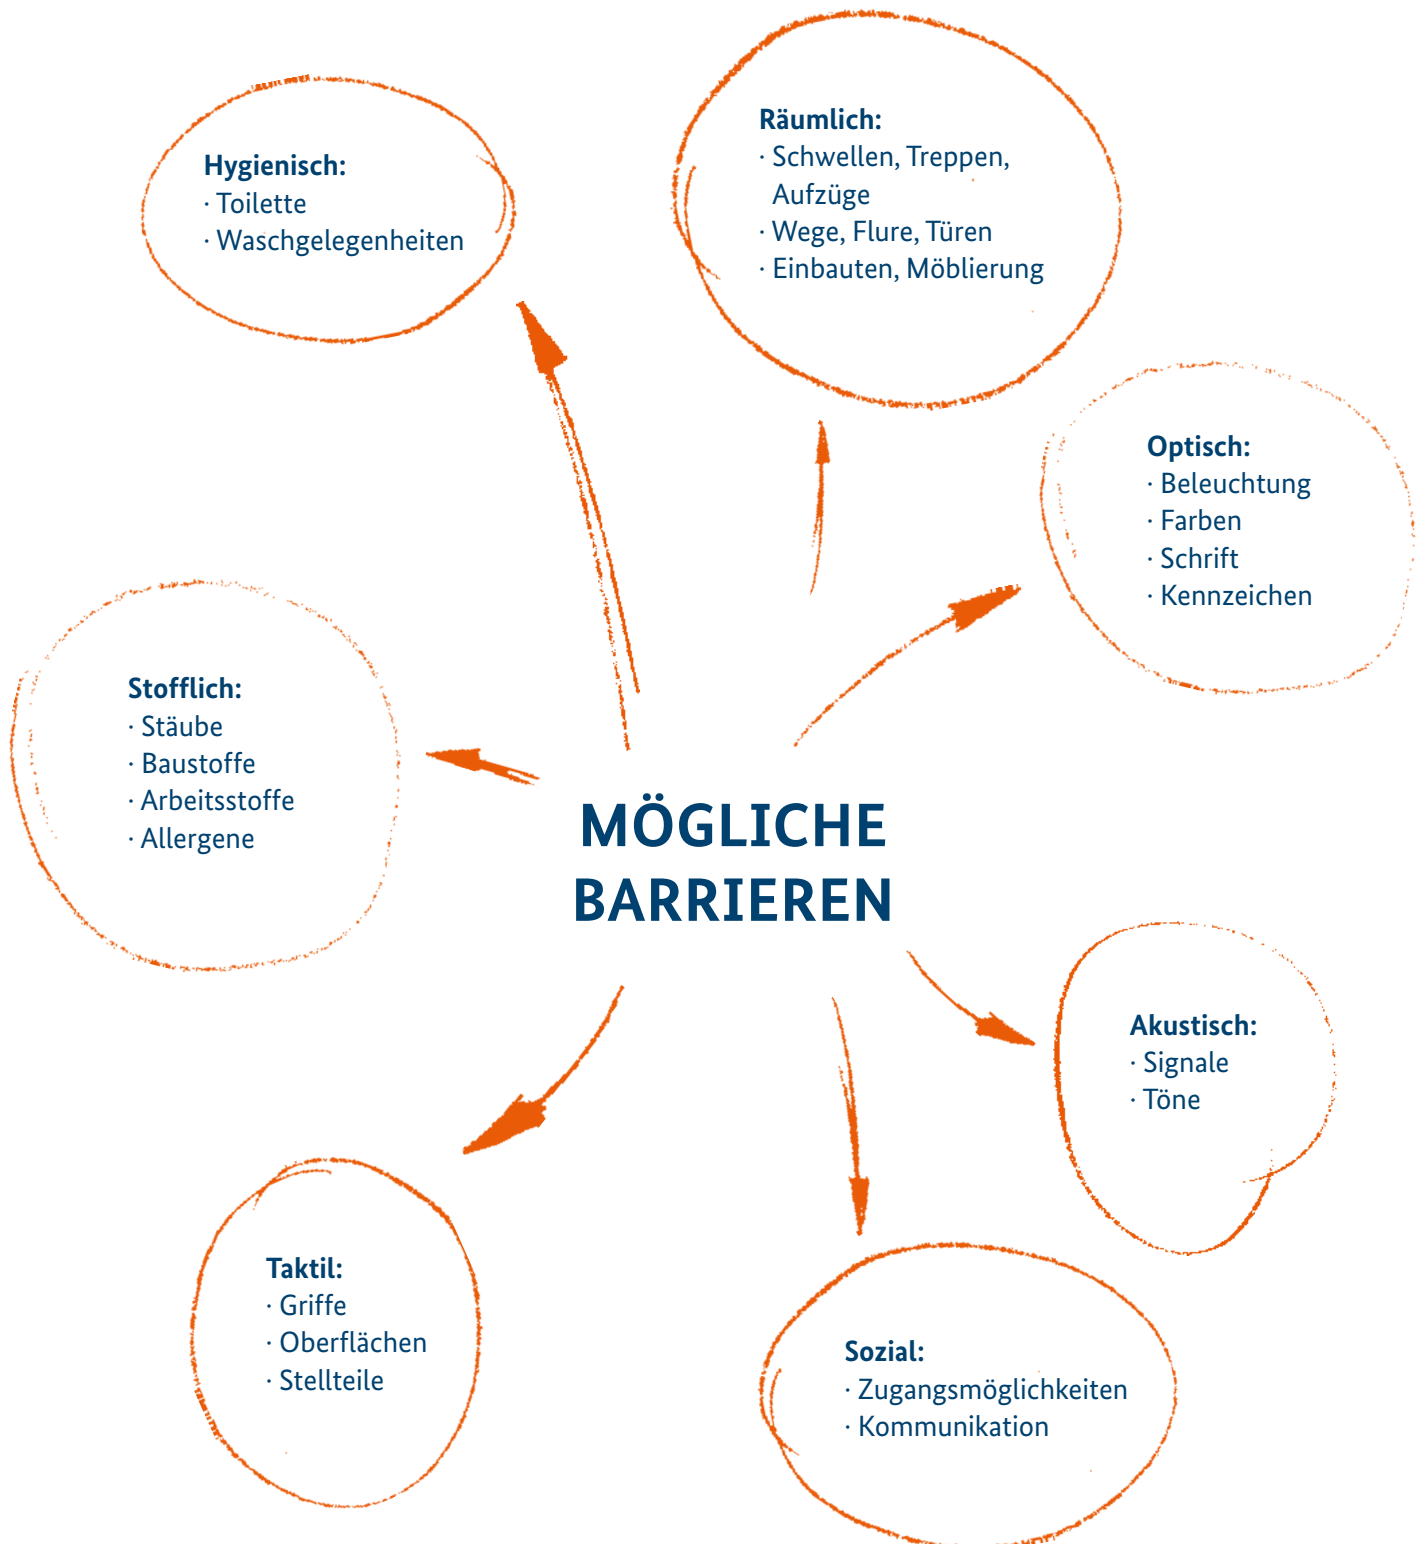 Hygienisch:
· Toilette
· Waschgelegenheiten
Räumlich:
· Schwellen, Treppen,
Aufzüge
· Wege, Flure, Türen
· Einbauten, Möblierung
Optisch:
· Beleuchtung
· Farben
· Schrift
· Kennzeichen
Stofflich:
· Stäube
· Baustoffe
· Arbeitsstoffe
· Allergene
MÖGLICHE
BARRIEREN
Akustisch:
· Signale
· Töne
Taktil:
· Griffe
· Oberflächen
· Stellteile
Sozial:
· Zugangsmöglichkeiten
· Kommunikation